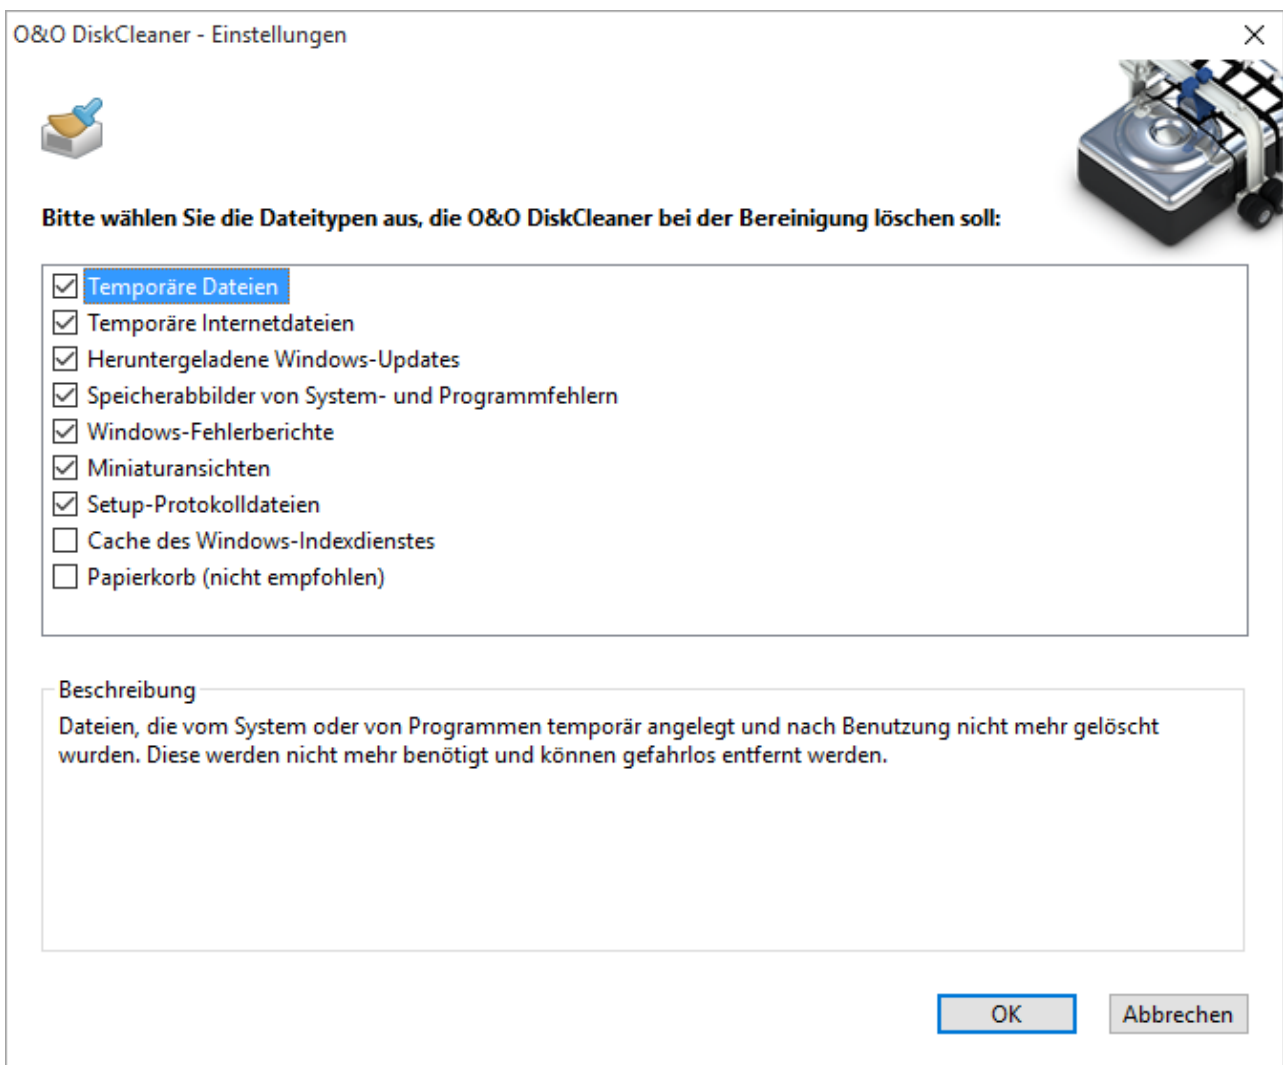 O&O DiskCleaner - Einstellungen
Bitte wählen Sie die Dateitypen aus, die O&O DiskCleaner bei der Bereinigung löschen soll:
Temporäre Dateien
Temporäre Internetdateien
Heruntergeladene Windows-Updates
Speicherabbilder von System- und Programmfehlern
Windows-Fehlerberichte
Miniaturansichten
Setup-Protokolldateien
Cache des Windows-Indexdienstes
Papierkorb (nicht empfohlen)
Beschreibung
Dateien, die vom System oder von Programmen temporär angelegt und nach Benutzung nicht mehr gelöscht
wurden. Diese werden nicht mehr benötigt und können gefahrlos entfernt werden.
OK
Abbrechen